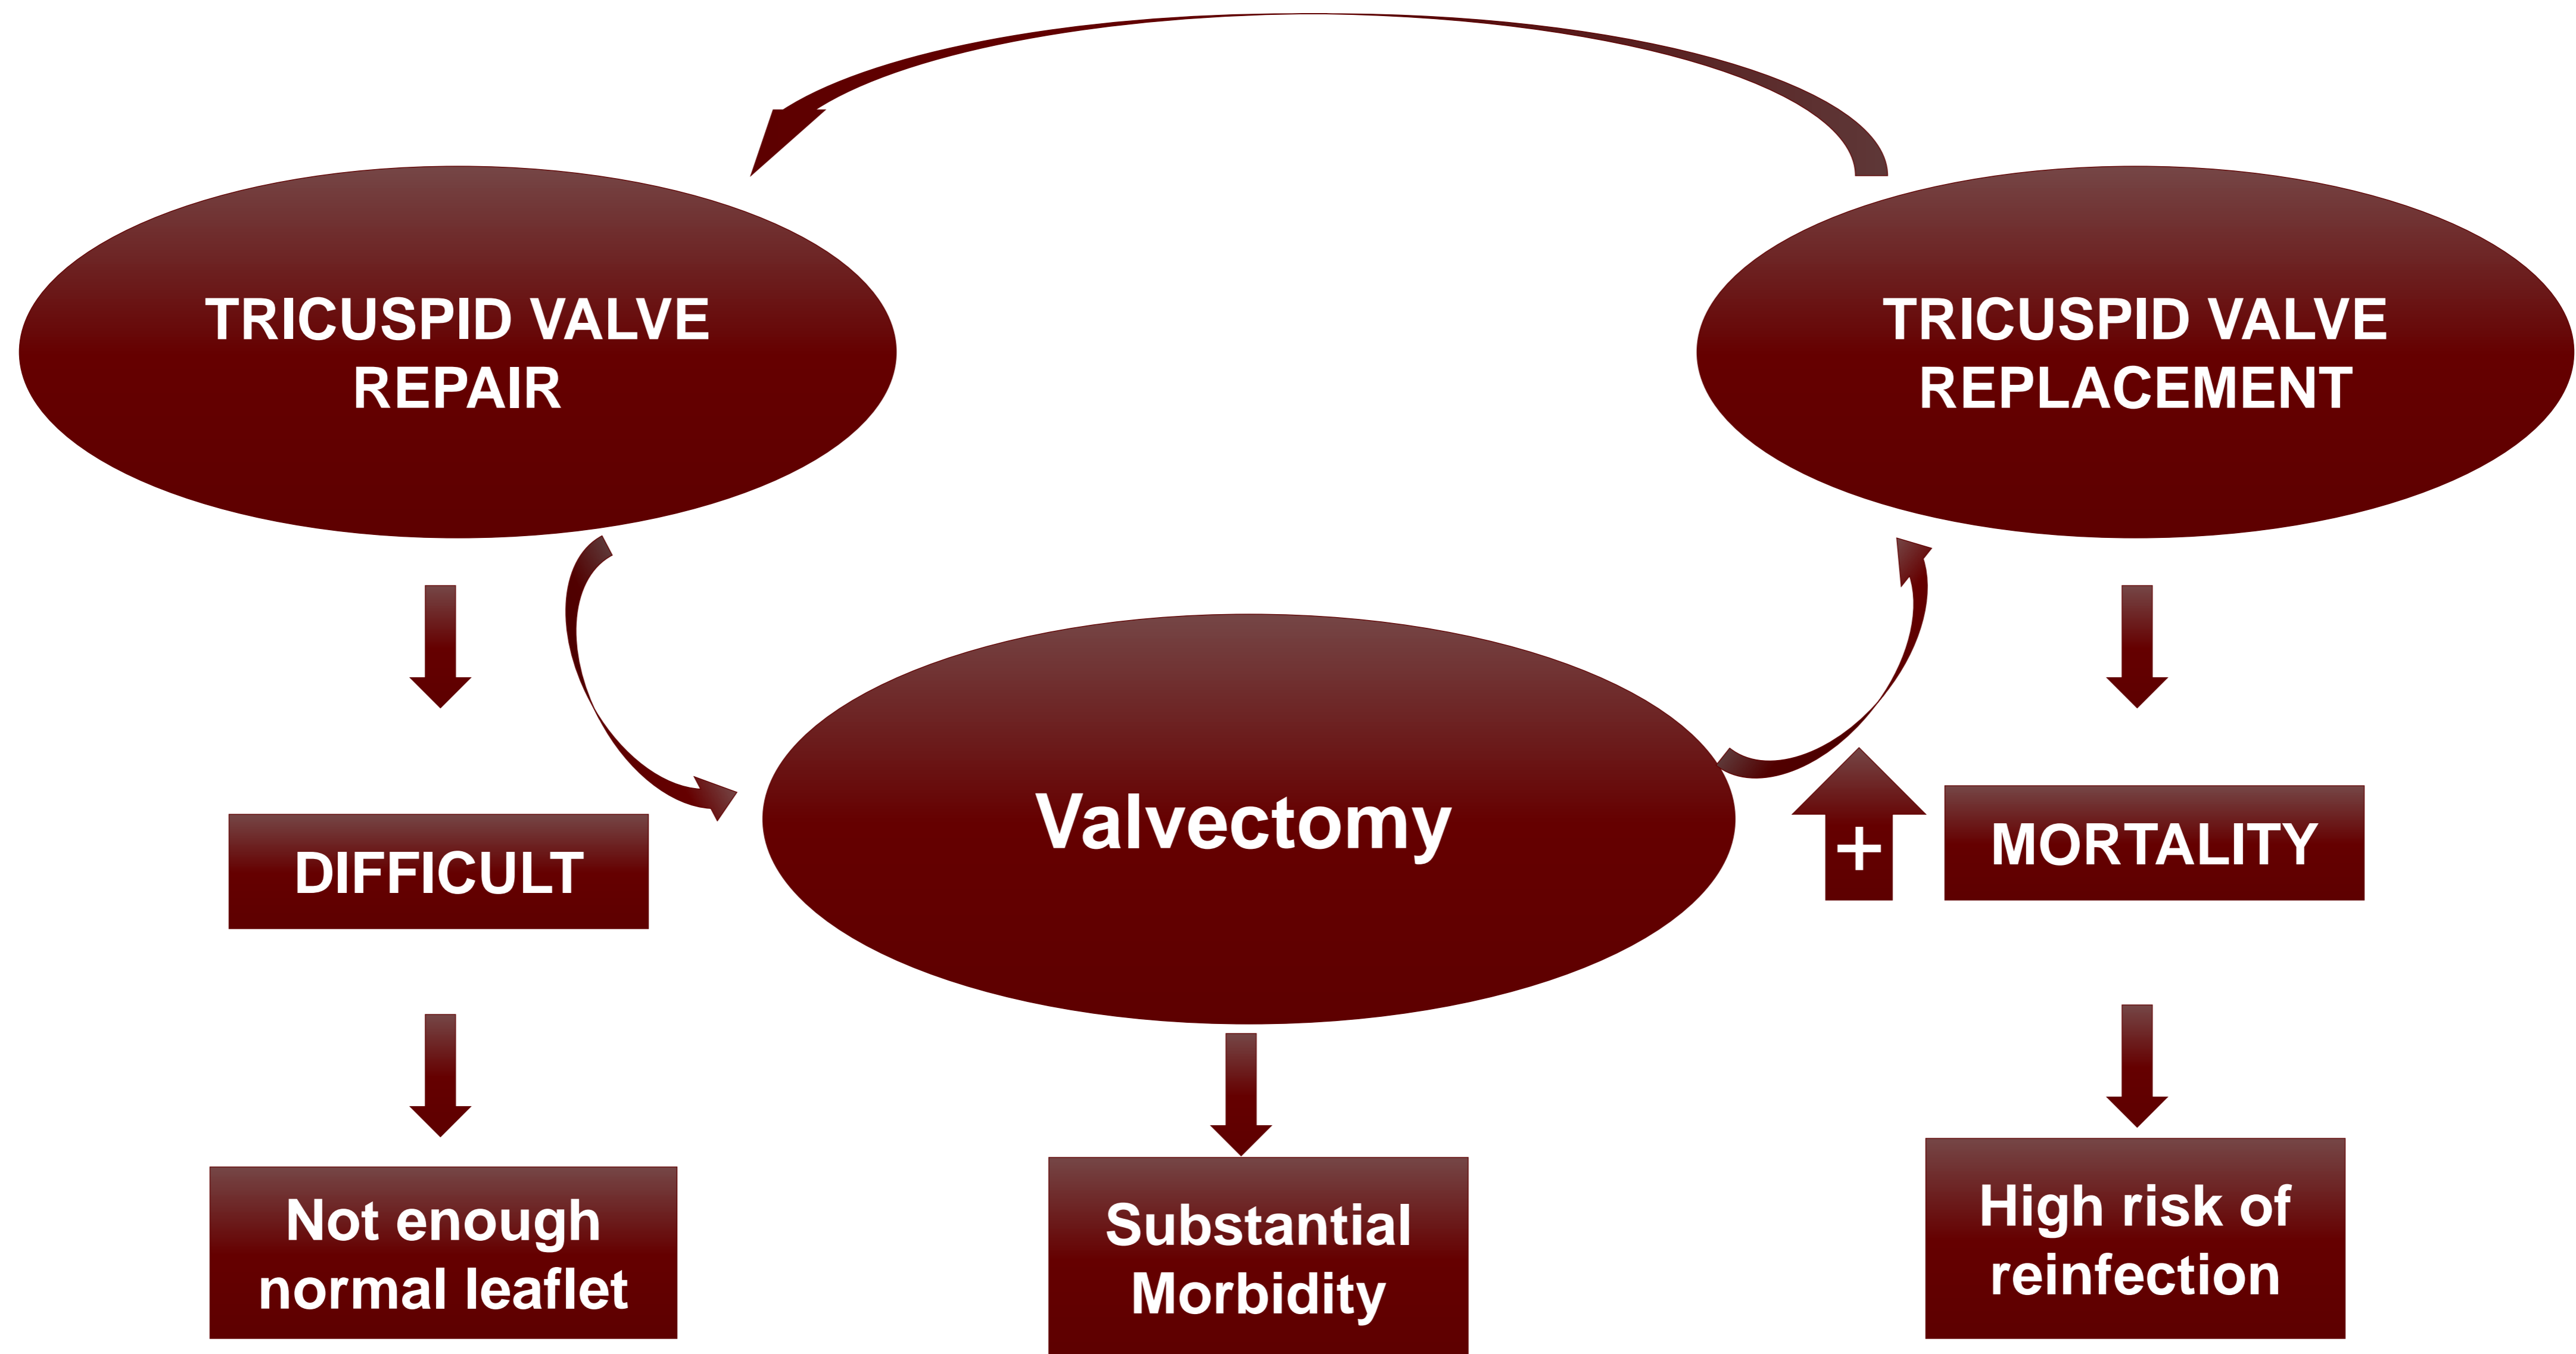 TRICUSPID VALVE
REPAIR
TRICUSPID VALVE
REPLACEMENT
Valvectomy
DIFFICULT
+
MORTALITY
Not enough
normal leaflet
Substantial
Morbidity
High risk of
reinfection